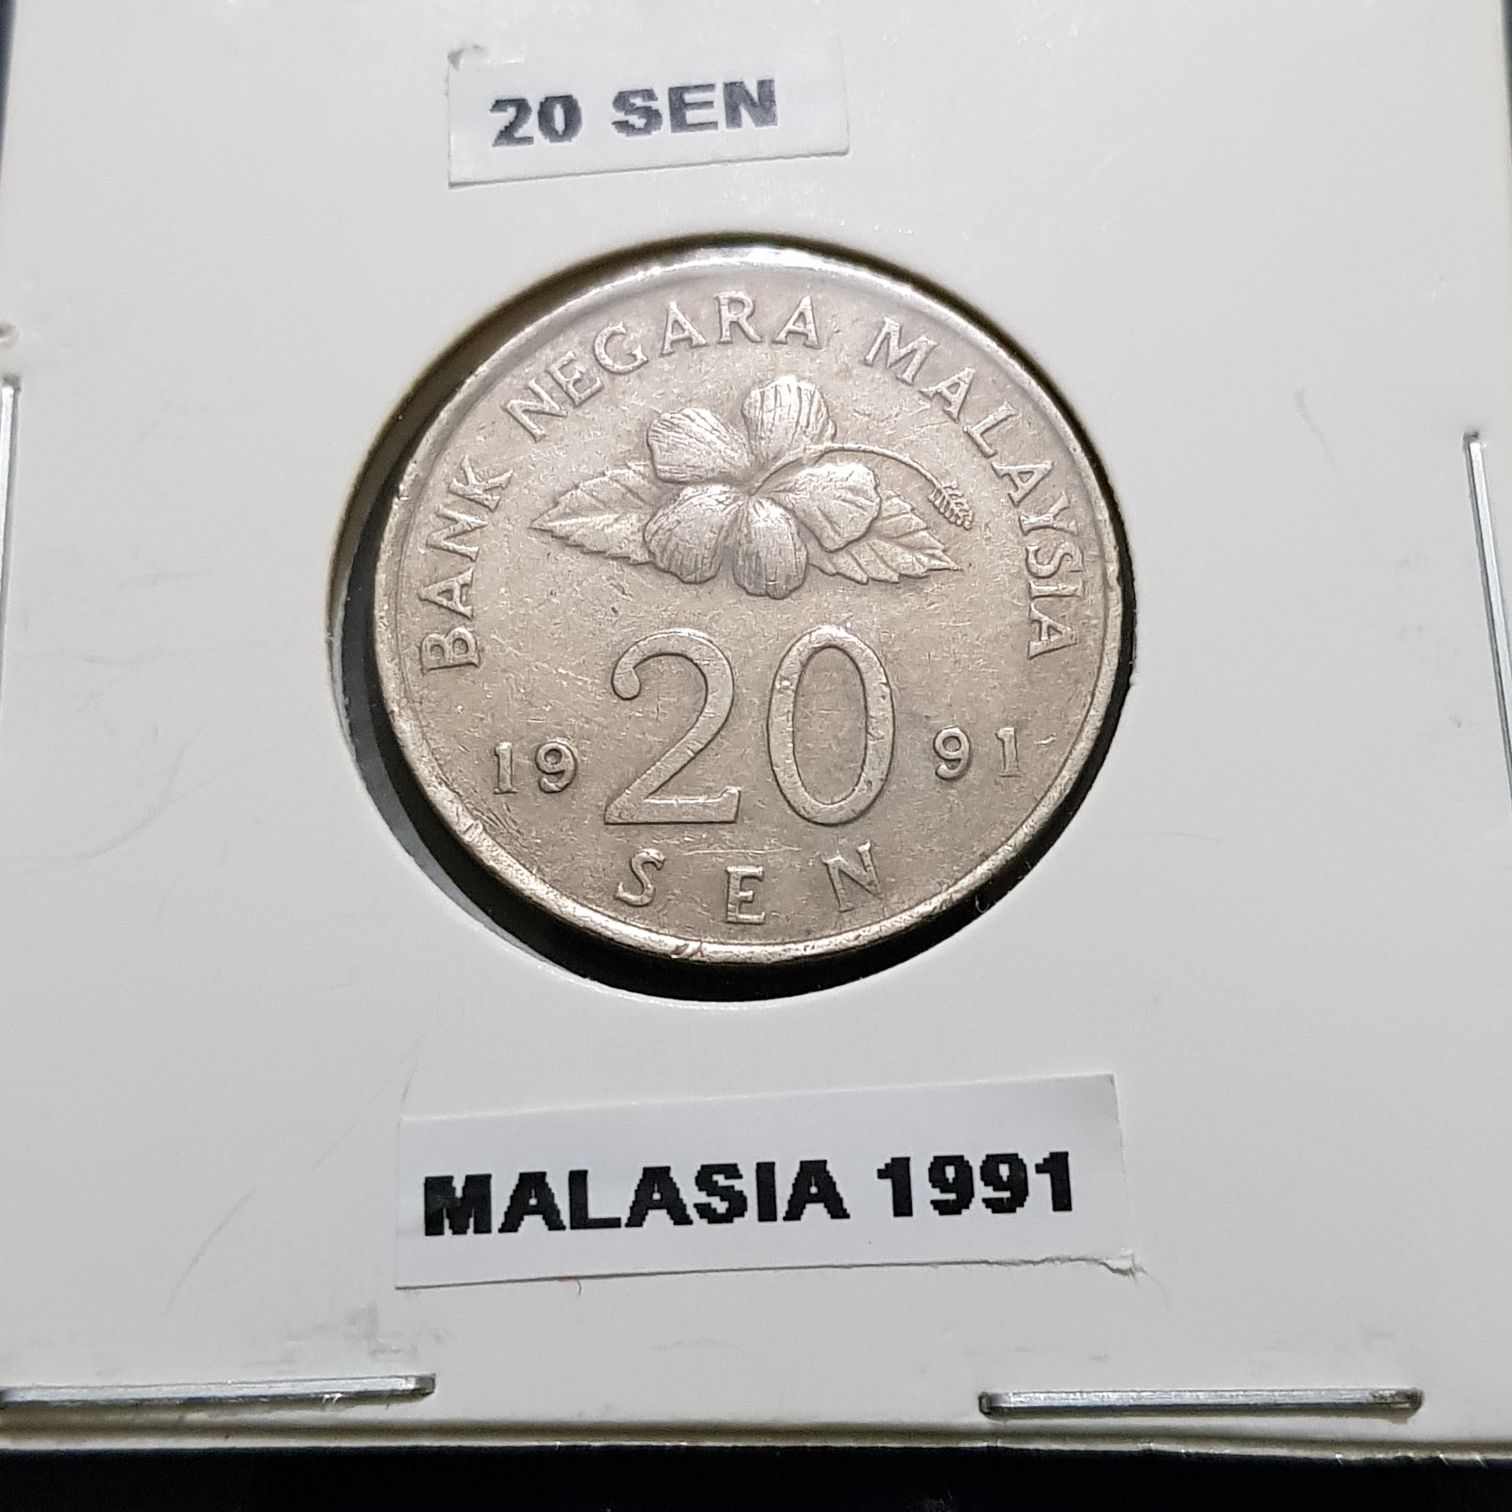 20 SEN
BANK NEGARA MALAYSIA
19 20 91
SEN
MALASIA 1991